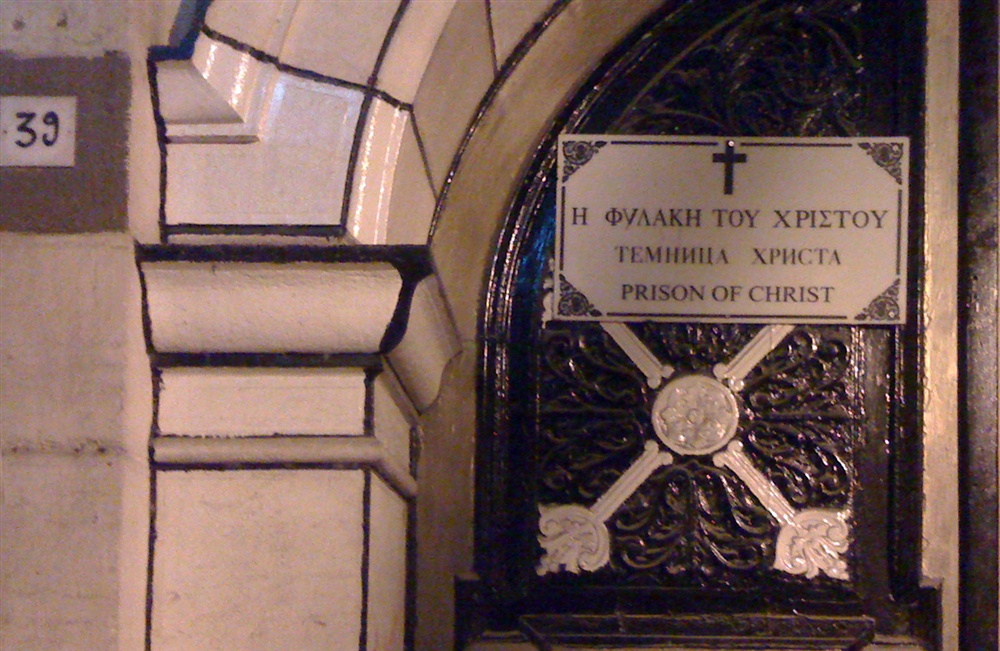 39
Η ΦΥΛΑΚΗ ΤΟΥ ΧΡΙΣΤΟΥ
ТЕМНИЦА ХРИСТА
PRISON OF CHRIST